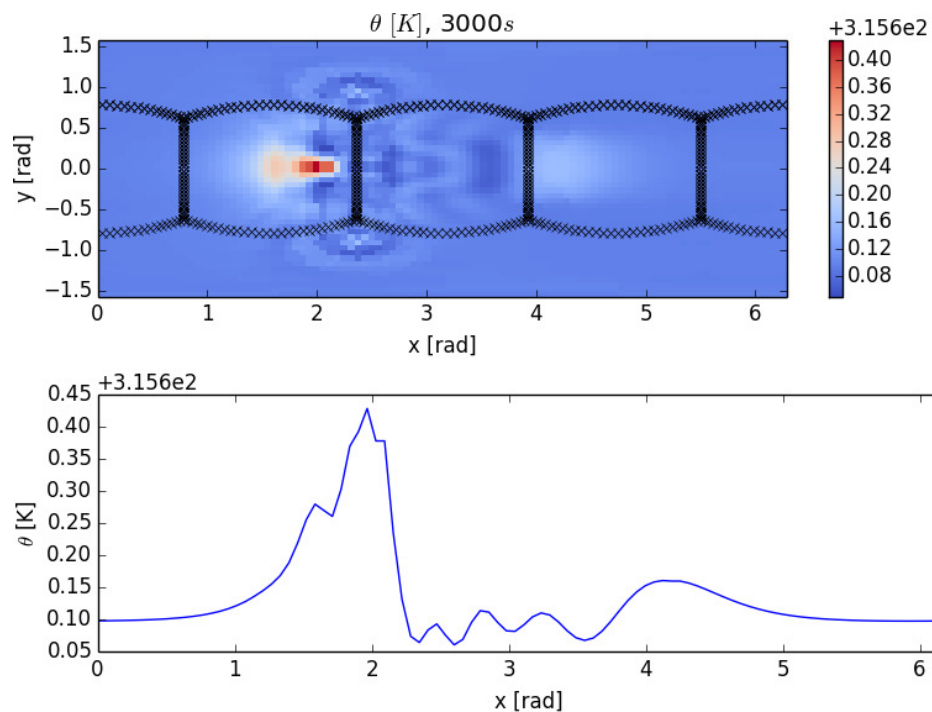 θ [K], 3000s
+3.156e2
1.5
1.0
0.5
0.0
−0.5
−1.0
−1.5
y [rad]
0 1 2 3 4 5 6
x [rad]
0.40
0.36
0.32
0.28
0.24
0.20
0.16
0.12
0.08
+3.156e2
0.45
0.40
0.35
0.30
0.25
0.20
0.15
0.10
0.05
θ [K]
0 1 2 3 4 5 6
x [rad]